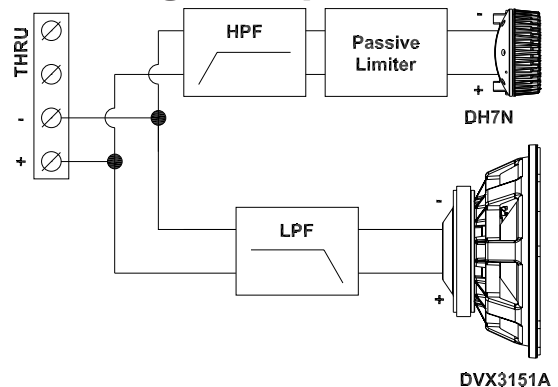 THRU
-
+
HPF
Passive
Limiter
-
+
DH7N
LPF
-
+
DVX3151A